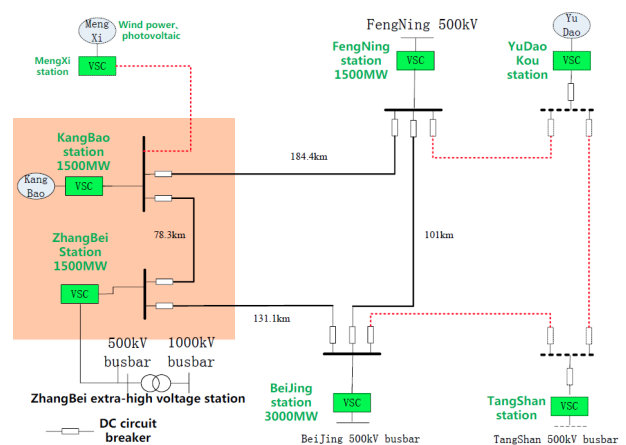 Meng
Xi
Wind power、
photovoltaic
MengXi
station
VSC
FengNing 500kV
FengNing
station
1500MW
VSC
Yu
Dao
YuDao
Kou
station
VSC
KangBao
station
1500MW
Kang
Bao
VSC
184.4km
78.3km
101km
ZhangBei
Station
1500MW
VSC
131.1km
500kV
busbar
1000kV
busbar
ZhangBei extra-high voltage station
DC circuit
breaker
BeiJing
station
3000MW
VSC
BeiJing 500kV busbar
TangShan
station
VSC
TangShan 500kV busbar